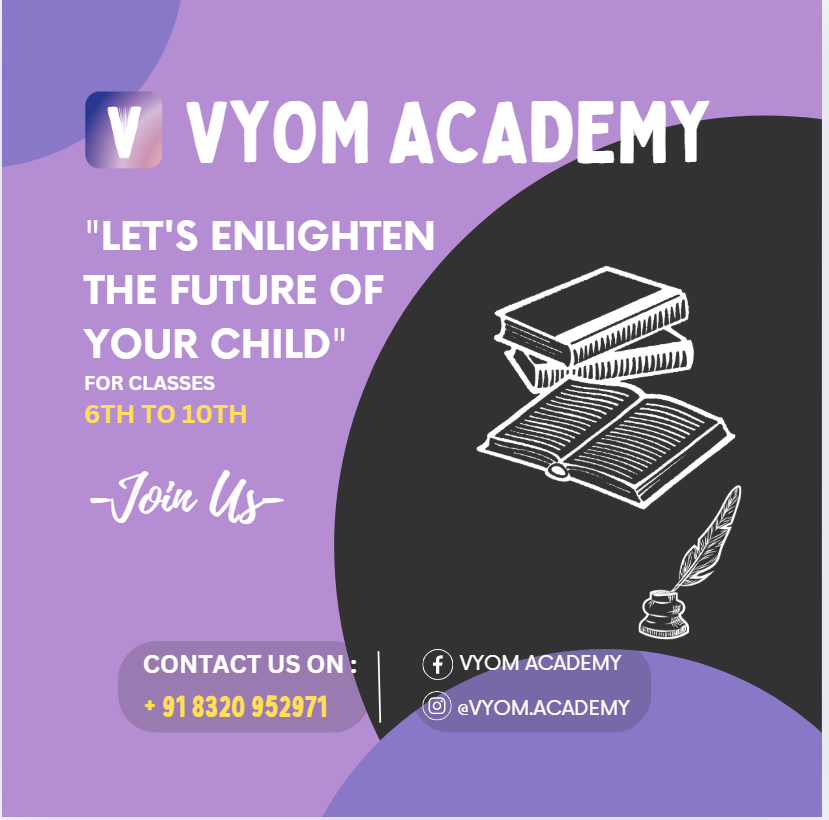 V VYOM ACADEMY
"LET'S ENLIGHTEN
THE FUTURE OF
YOUR CHILD"
FOR CLASSES
6TH TO 10TH
-Join Us-
CONTACT US ON :
+ 91 8320 952971
VYOM ACADEMY
@VYOM.ACADEMY